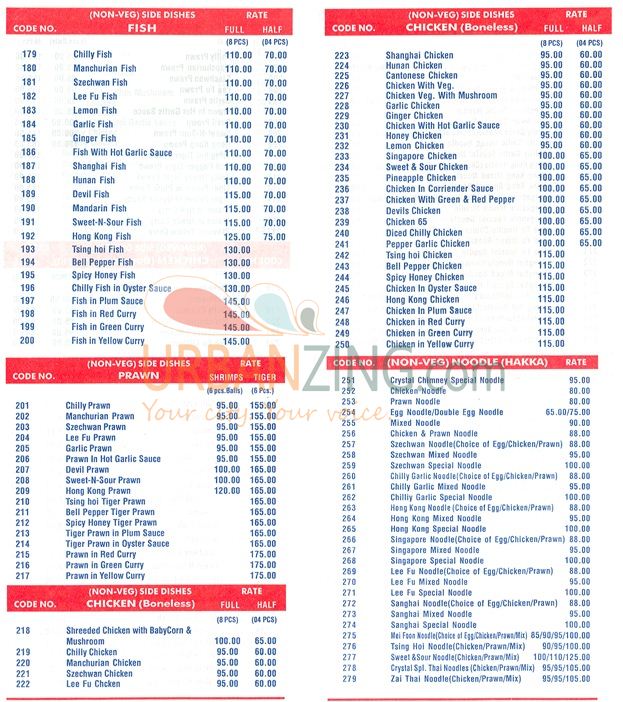 (NON-VEG) SIDE DISHES RATE
CODE NO. FISH FULL HALF
(8 PCS) (04 PCS)
179 Chilly Fish 110.00 70.00
180 Manchurian Fish 110.00 70.00
181 Szechwan Fish 110.00 70.00
182 Lee Fu Fish 110.00 70.00
183 Lemon Fish 110.00 70.00
184 Garlic Fish 110.00 70.00
185 Ginger Fish 110.00 70.00
186 Fish With Hot Garlic Sauce 110.00 70.00
187 Shanghai Fish 110.00 70.00
188 Hunan Fish 110.00 70.00
189 Devil Fish 115.00 70.00
190 Mandarin Fish 115.00 70.00
191 Sweet-N-Sour Fish 115.00 70.00
192 Hong Kong Fish 125.00 75.00
193 Tsing hoi Fish 130.00
194 Bell Pepper Fish 130.00
195 Spicy Honey Fish 130.00
196 Chilly Fish in Oyster Sauce 130.00
197 Fish in Plum Sauce 145.00
198 Fish in Red Curry 145.00
199 Fish in Green Curry 145.00
200 Fish in Yellow Curry 145.00
(NON-VEG) SIDE DISHES RATE
CODE NO. PRAWN SHRIMPS TIGER
(6 pcs.Balls) (6 Pcs.)
201 Chilly Prawn 95.00 155.00
202 Manchurian Prawn 95.00 155.00
203 Szechwan Prawn 95.00 155.00
204 Lee Fu Prawn 95.00 155.00
205 Garlic Prawn 95.00 155.00
206 Prawn In Hot Garlic Sauce 95.00 165.00
207 Devil Prawn 100.00 165.00
208 Sweet-N-Sour Prawn 100.00 165.00
209 Hong Kong Prawn 120.00 165.00
210 Tsing hoi Tiger Prawn 165.00
211 Bell Pepper Tiger Prawn 165.00
212 Spicy Honey Tiger Prawn 165.00
213 Tiger Prawn in Plum Sauce 165.00
214 Tiger Prawn in Oyster Sauce 165.00
215 Prawn in Red Curry 175.00
216 Prawn in Green Curry 175.00
217 Prawn in Yellow Curry 175.00
(NON-VEG) SIDE DISHES RATE
CODE NO. CHICKEN (Boneless) FULL HALF
(8 PCS) (04 PCS)
218 Shreeded Chicken with BabyCorn &
Mushroom 100.00 65.00
219 Chilly Chicken 95.00 60.00
220 Manchurian Chcken 95.00 60.00
221 Szechwan Chcken 95.00 60.00
222 Lee Fu Chcken 95.00 60.00
(NON-VEG) SIDE DISHES RATE
CODE NO. CHICKEN (Boneless) FULL HALF
(8 PCS) (04 PCS)
223 Shanghai Chicken 95.00 60.00
224 Hunan Chicken 95.00 60.00
225 Cantonese Chicken 95.00 60.00
226 Chicken With Veg. 95.00 60.00
227 Chicken Veg. With Mushroom 95.00 60.00
228 Garlic Chicken 95.00 60.00
229 Ginger Chicken 95.00 60.00
230 Chicken With Hot Garlic Sauce 95.00 60.00
231 Honey Chicken 95.00 60.00
232 Lemon Chicken 95.00 60.00
233 Singapore Chicken 100.00 65.00
234 Sweet & Sour Chicken 100.00 65.00
235 Pineapple Chicken 100.00 65.00
236 Chicken In Corriender Sauce 100.00 65.00
237 Chicken With Green & Red Pepper 100.00 65.00
238 Devils Chicken 100.00 65.00
239 Chicken 65 100.00 65.00
240 Diced Chilly Chicken 100.00 65.00
241 Pepper Garlic Chicken 100.00 65.00
242 Tsing hoi Chicken 115.00
243 Bell Pepper Chicken 115.00
244 Spicy Honey Chicken 115.00
245 Chicken In Oyster Sauce 115.00
246 Hong Kong Chicken 115.00
247 Chicken In Plum Sauce 115.00
248 Chicken in Red Curry 115.00
249 Chicken in Green Curry 115.00
250 Chicken in Yellow Curry 115.00
CODE NO. (NON-VEG) NOODLE (HAKKA) RATE
251 Crystal Chimney Special Noodle 95.00
252 Chicken Noodle 80.00
253 Prawn Noodle 80.00
254 Egg Noodle/Double Egg Noodle 65.00/75.00
255 Mixed Noodle 90.00
256 Chicken & Prawn Noodle 88.00
257 Szechwan Noodle(Choice of Egg/Chicken/Prawn) 88.00
258 Szechwan Mixed Noodle 95.00
259 Szechwan Special Noodle 100.00
260 Chilly Garlic Noodle(Choice of Egg/Chicken/Prawn) 88.00
261 Chilly Garlic Mixed Noodle 95.00
262 Chilliy Garlic Special Noodle 100.00
263 Hong Kong Noodle (Choice of Egg/Chicken/Prawn) 88.00
264 Hong Kong Mixed Noodle 95.00
265 Hong Kong Special Noodle 100.00
266 Singapore Noodle(Choice of Egg/Chicken/Prawn) 88.00
267 Singapore Mixed Noodle 95.00
268 Singapore Special Noodle 100.00
269 Lee Fu Noodle(Choice of Egg/Chicken/Prawn) 88.00
270 Lee Fu Mixed Noodle 95.00
271 Lee Fu Special Noodle 100.00
272 Sanghai Noodle(Choice of Egg/Chicken/Prawn) 88.00
273 Sanghai Mixed Noodle 95.00
274 Sanghai Special Noodle 100.00
275 Mei Foon Noodle(Choice of Egg/Chicken/Prawn/Mix) 85/90/95/100.00
276 Tsing Hoi Noodle (Chicken/Prawn/Mix) 90/95/100.00
277 Sweet &Sour Noodle(Chicken/Prawn/Mix) 100/110/125.00
278 Crystal Spl. Thai Noodles (Chicken/Prawn/Mix) 95/95/105.00
279 Zai Thai Noodle(Chicken/Prawn/Mix) 95/95/105.00
URBANZING.com
Your city your voice